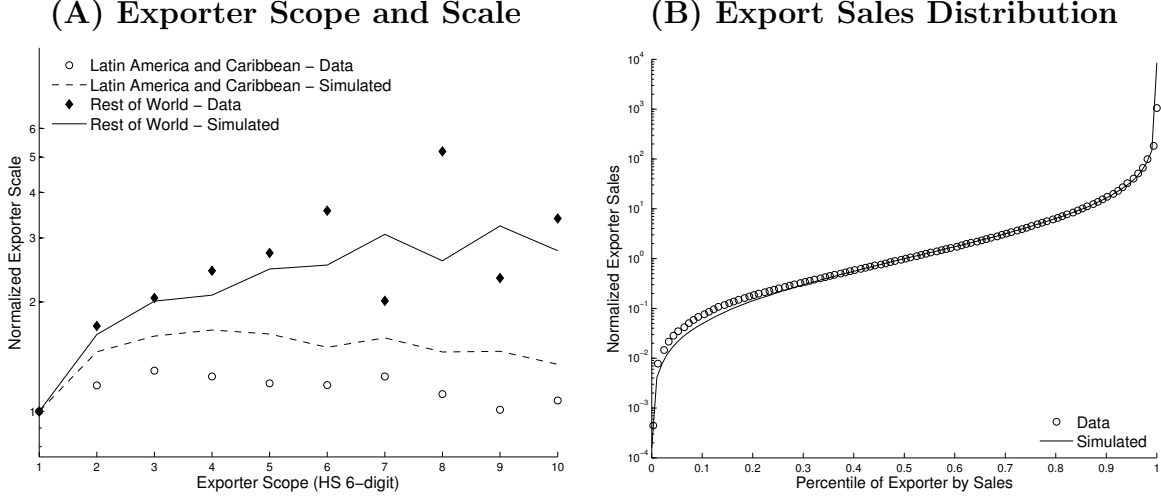 (A) Exporter Scope and Scale
Latin America and Caribbean − Data
Latin America and Caribbean − Simulated
Rest of World − Data
Rest of World − Simulated
Normalized Exporter Scale
6
5
4
3
2
1
1 2 3 4 5 6 7 8 9 10
Exporter Scope (HS 6−digit)
(B) Export Sales Distribution
Normalized Exporter Sales
10^4
10^3
10^2
10^1
10^0
10^−1
10^−2
10^−3
10^−4
Data
Simulated
0 0.1 0.2 0.3 0.4 0.5 0.6 0.7 0.8 0.9 1
Percentile of Exporter by Sales